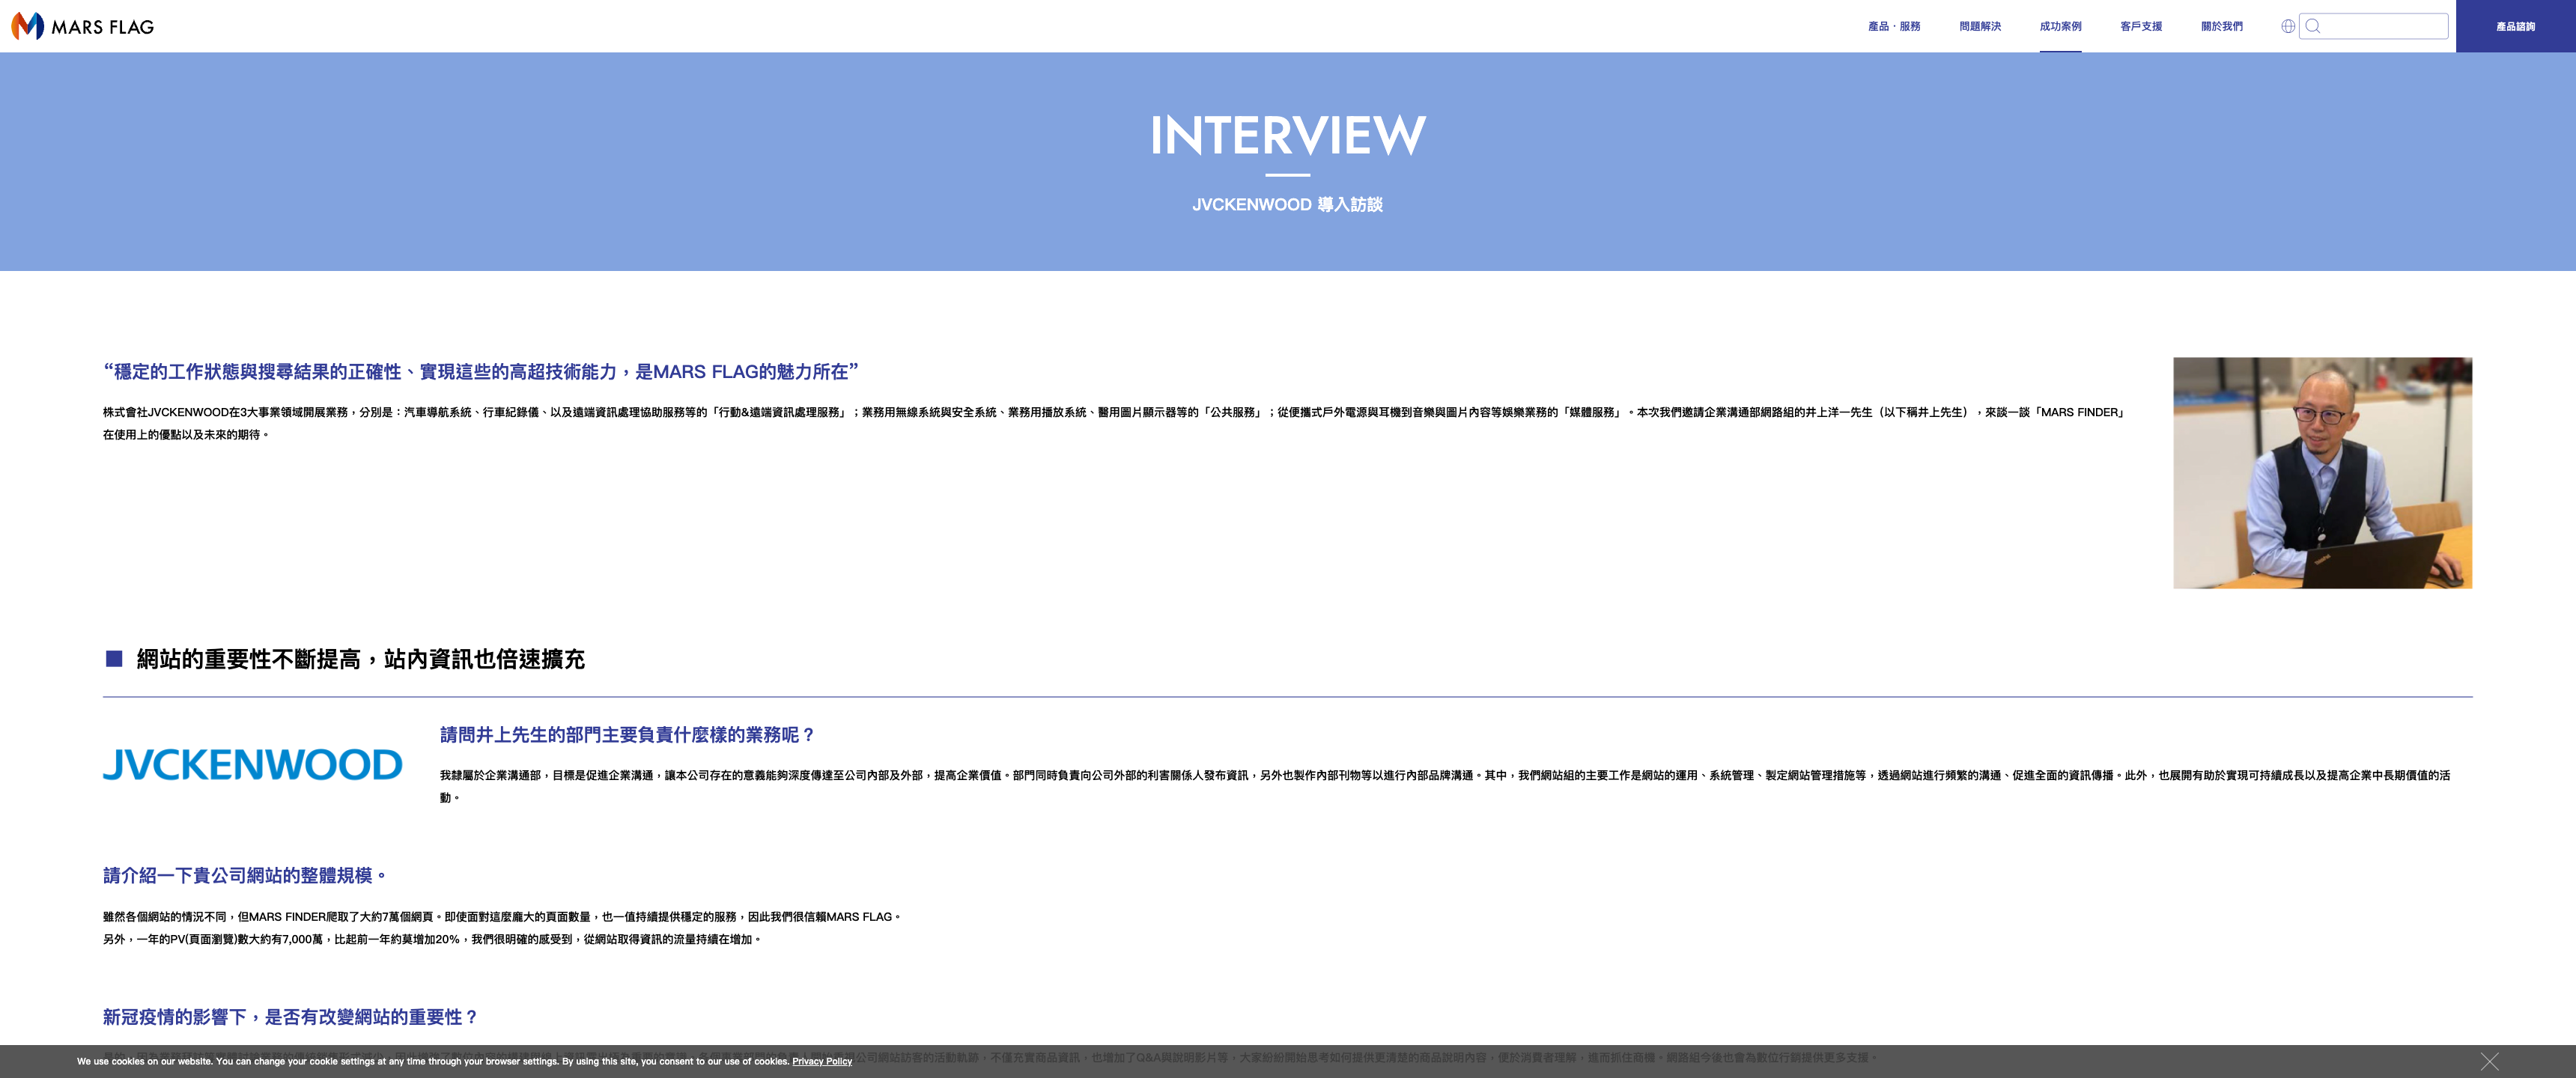 MARS FLAG
產品・服務
問題解決
成功案例
客戶支援
關於我們
產品諮詢
INTERVIEW
JVCKENWOOD 導入訪談
“穩定的工作狀態與搜尋結果的正確性、實現這些的高超技術能力，是MARS FLAG的魅力所在”
株式會社JVCKENWOOD在3大事業領域開展業務，分別是：汽車導航系統、行車紀錄儀、以及遠端資訊處理協助服務等的「行動&遠端資訊處理服務」；業務用無線系統與安全系統、業務用播放系統、醫用圖片顯示器等的「公共服務」；從便攜式戶外電源與耳機到音樂與圖片內容等娛樂業務的「媒體服務」。本次我們邀請企業溝通部網路組的井上洋一先生（以下稱井上先生），來談一談「MARS FINDER」
在使用上的優點以及未來的期待。
■ 網站的重要性不斷提高，站內資訊也倍速擴充
JVCKENWOOD
請問井上先生的部門主要負責什麼樣的業務呢？
我隸屬於企業溝通部，目標是促進企業溝通，讓本公司存在的意義能夠深度傳達至公司內部及外部，提高企業價值。部門同時負責向公司外部的利害關係人發布資訊，另外也製作內部刊物等以進行內部品牌溝通。其中，我們網站組的主要工作是網站的運用、系統管理、製定網站管理措施等，透過網站進行頻繁的溝通、促進全面的資訊傳播。此外，也展開有助於實現可持續成長以及提高企業中長期價值的活
動。
請介紹一下貴公司網站的整體規模。
雖然各個網站的情況不同，但MARS FINDER爬取了大約7萬個網頁。即使面對這麼龐大的頁面數量，也一值持續提供穩定的服務，因此我們很信賴MARS FLAG。
另外，一年的PV(頁面瀏覽)數大約有7,000萬，比起前一年約莫增加20%，我們很明確的感受到，從網站取得資訊的流量持續在增加。
新冠疫情的影響下，是否有改變網站的重要性？
公司網站訪客的活動軌跡，不僅充實商品資訊，也增加了Q&A與說明影片等，大家紛紛開始思考如何提供更清楚的商品說明內容，便於消費者理解，進而抓住商機。網路組今後也會為數位行銷提供更多支援。
We use cookies on our website. You can change your cookie settings at any time through your browser settings. By using this site, you consent to our use of cookies. Privacy Policy